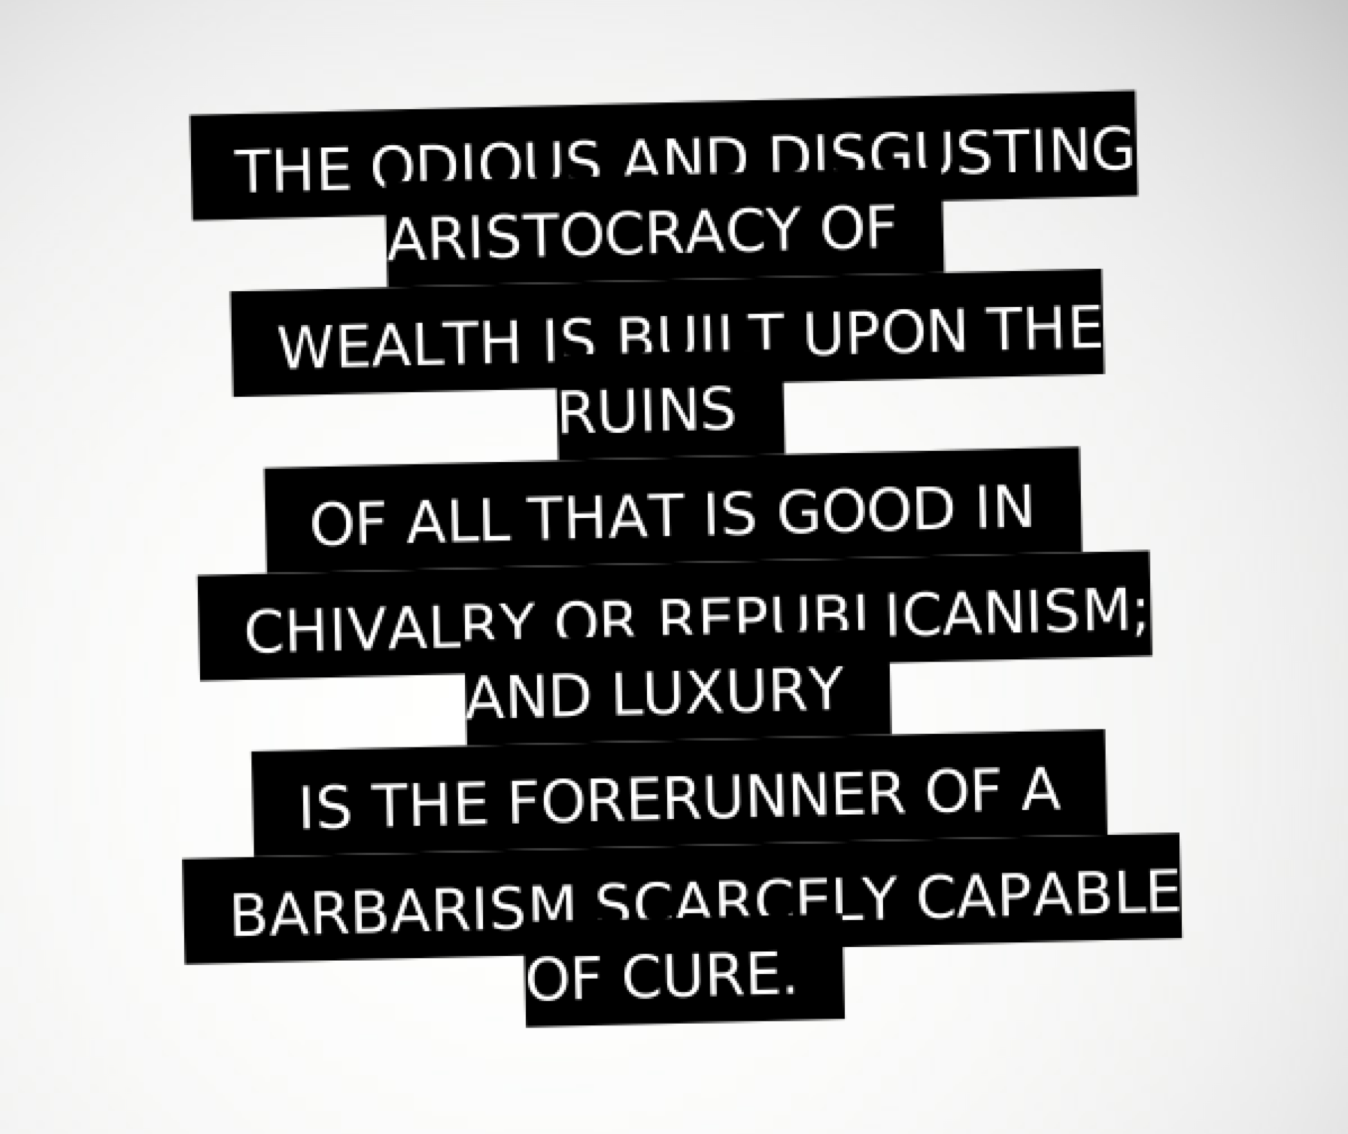 THE ODIOUS AND DISGUSTING
ARISTOCRACY OF
WEALTH IS BUILT UPON THE
RUINS
OF ALL THAT IS GOOD IN
CHIVALRY OR REPUBLICANISM;
AND LUXURY
IS THE FORERUNNER OF A
BARBARISM SCARCELY CAPABLE
OF CURE.